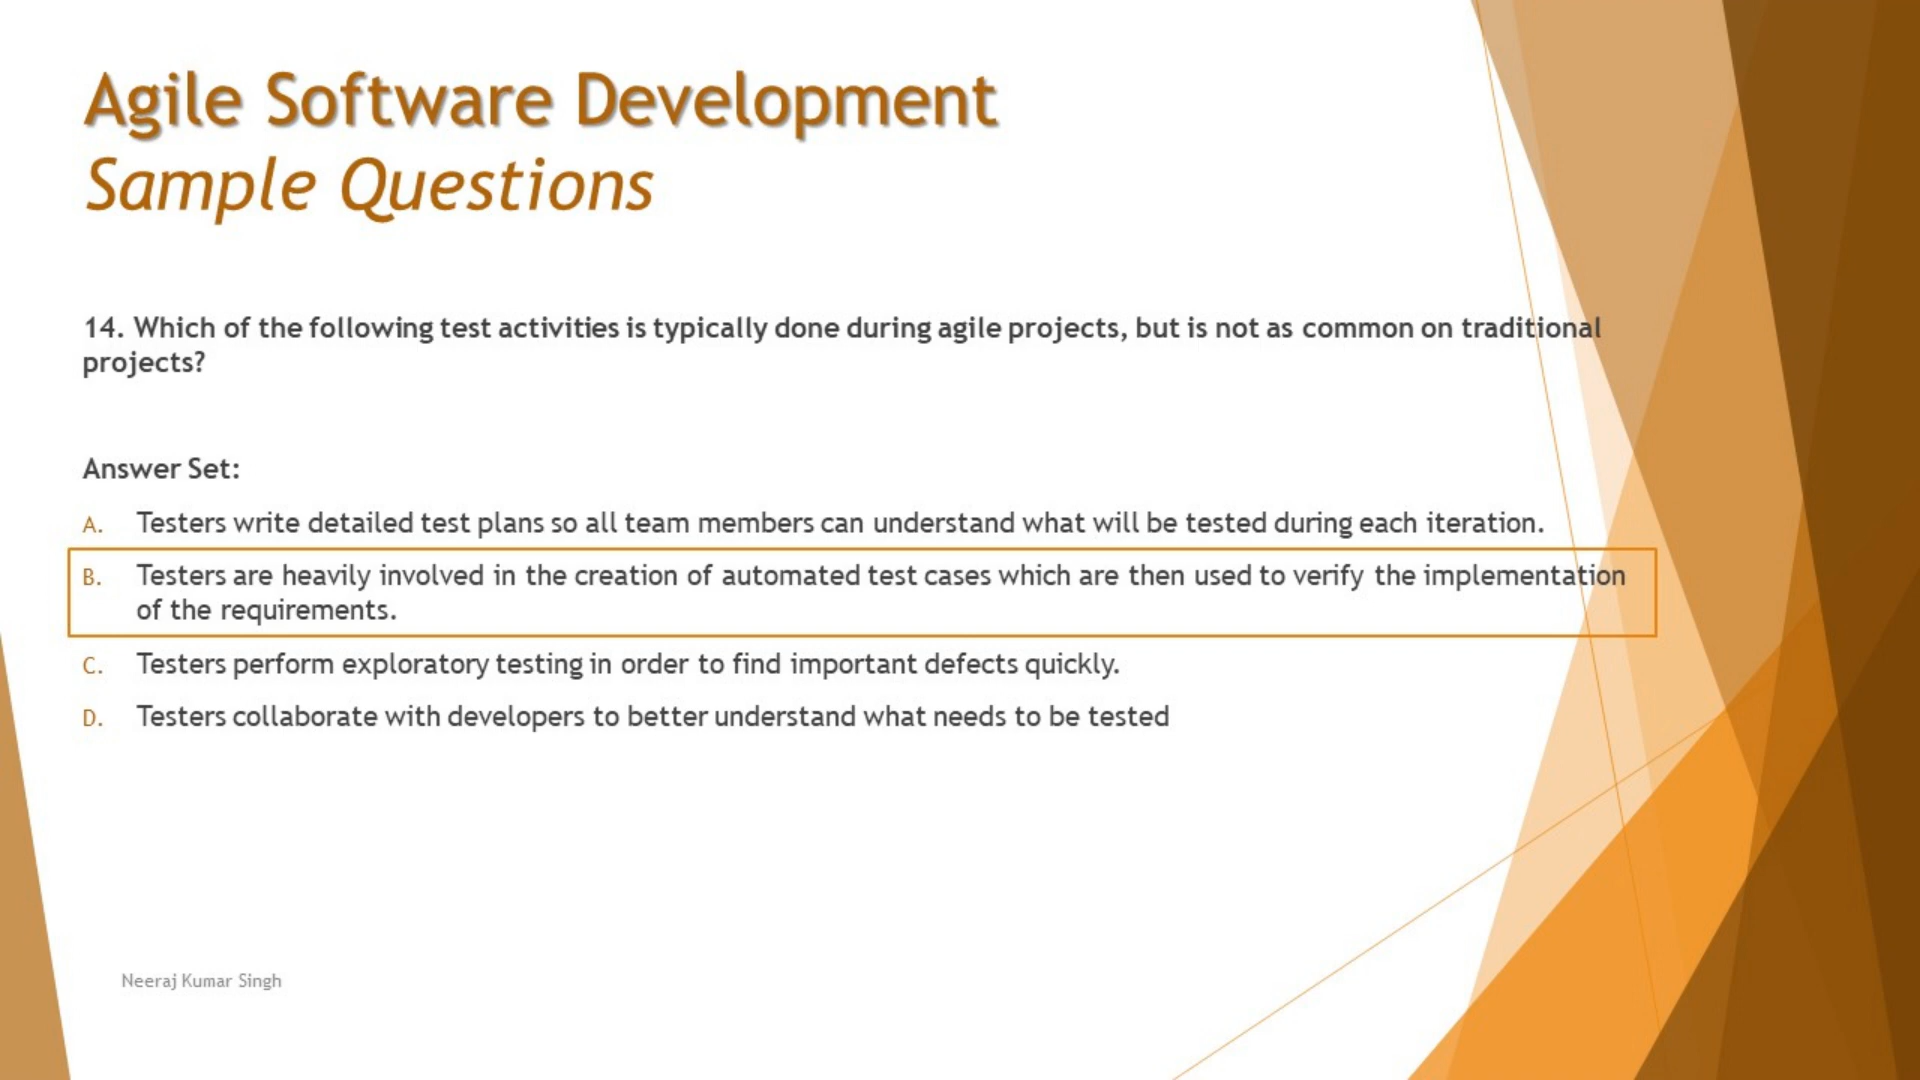 Agile Software Development
Sample Questions
14. Which of the following test activities is typically done during agile projects, but is not as common on traditional
projects?
Answer Set:
A. Testers write detailed test plans so all team members can understand what will be tested during each iteration.
B. Testers are heavily involved in the creation of automated test cases which are then used to verify the implementation
of the requirements.
C. Testers perform exploratory testing in order to find important defects quickly.
D. Testers collaborate with developers to better understand what needs to be tested
Neeraj Kumar Singh